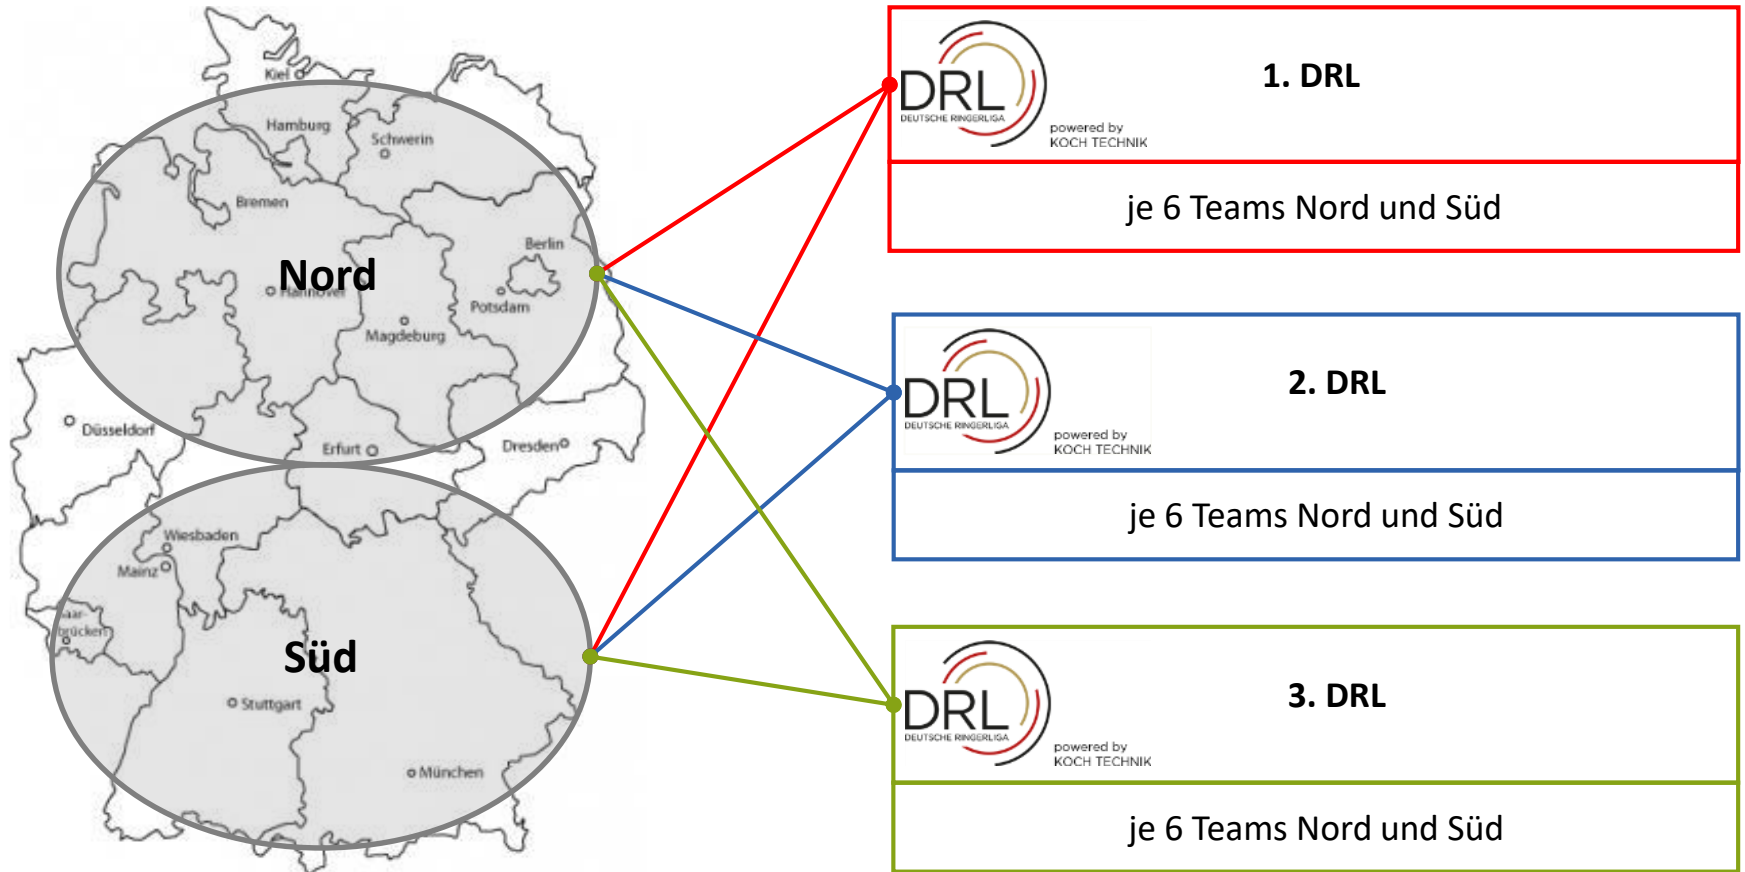 Kiel
Hamburg
Schwerin
Bremen
Berlin
Nord
Hannover
Potsdam
Magdeburg
Düsseldorf
Erfurt
Dresden
Wiesbaden
Mainz
Saar-
brücken
Süd
Stuttgart
München
DRL
DEUTSCHE RINGERLIGA
powered by
KOCH TECHNIK
1. DRL
je 6 Teams Nord und Süd
DRL
DEUTSCHE RINGERLIGA
powered by
KOCH TECHNIK
2. DRL
je 6 Teams Nord und Süd
DRL
DEUTSCHE RINGERLIGA
powered by
KOCH TECHNIK
3. DRL
je 6 Teams Nord und Süd